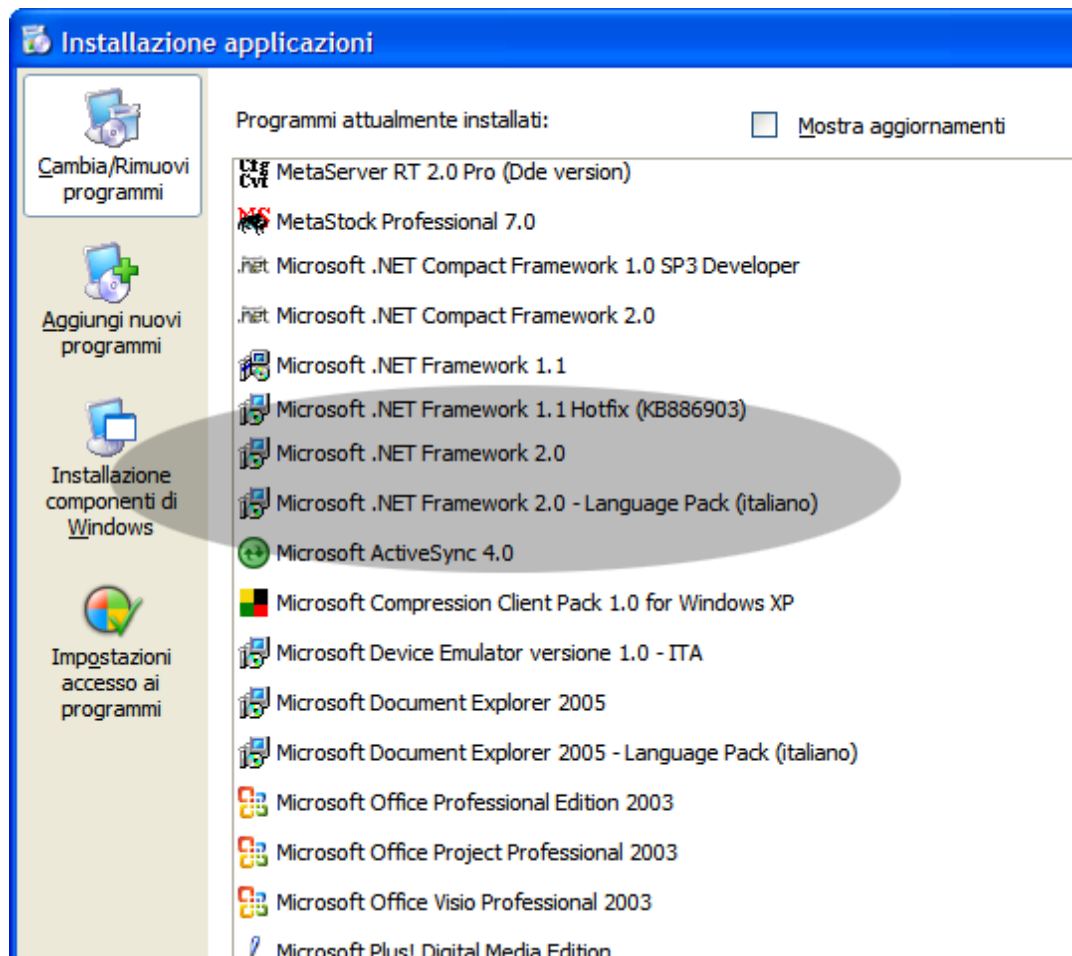 Installazione applicazioni
Cambia/Rimuovi
programmi
Aggiungi nuovi
programmi
Installazione
componenti di
Windows
Impostazioni
accesso ai
programmi
Programmi attualmente installati:
Mostra aggiornamenti
MetaServer RT 2.0 Pro (Dde version)
MetaStock Professional 7.0
Microsoft .NET Compact Framework 1.0 SP3 Developer
Microsoft .NET Compact Framework 2.0
Microsoft .NET Framework 1.1
Microsoft .NET Framework 1.1 Hotfix (KB886903)
Microsoft .NET Framework 2.0
Microsoft .NET Framework 2.0 - Language Pack (italiano)
Microsoft ActiveSync 4.0
Microsoft Compression Client Pack 1.0 for Windows XP
Microsoft Device Emulator versione 1.0 - ITA
Microsoft Document Explorer 2005
Microsoft Document Explorer 2005 - Language Pack (italiano)
Microsoft Office Professional Edition 2003
Microsoft Office Project Professional 2003
Microsoft Office Visio Professional 2003
Microsoft Plus! Digital Media Edition